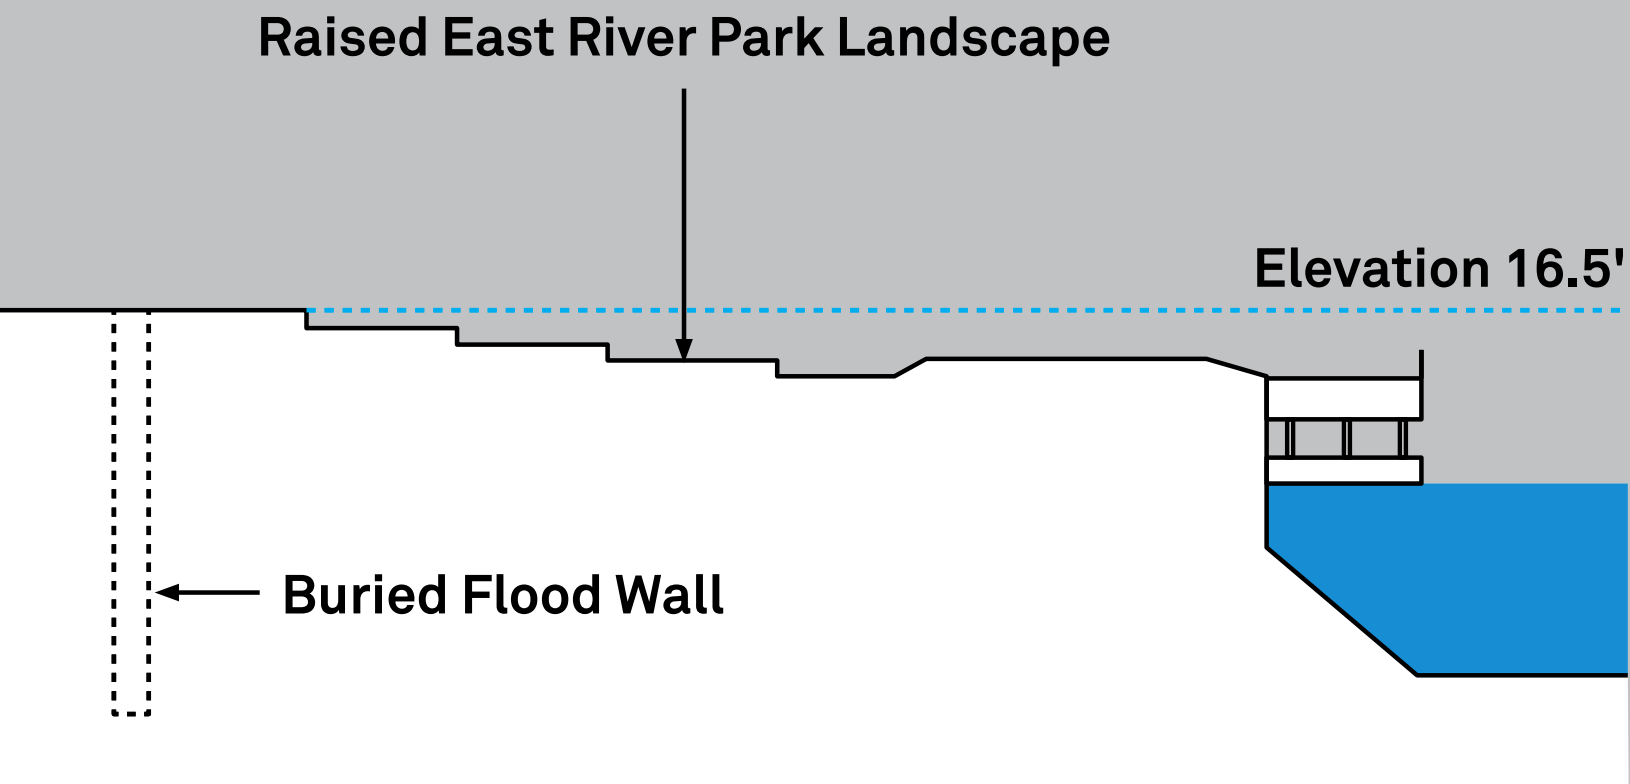 Raised East River Park Landscape
Elevation 16.5'
Buried Flood Wall